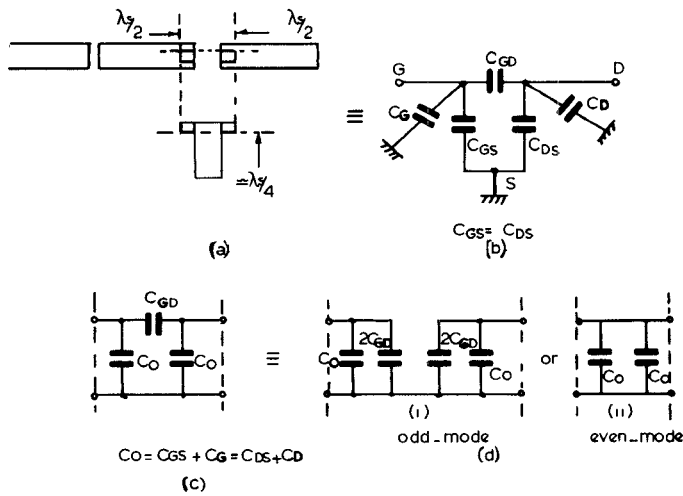 λg/2 λg/2
≃λg/4
(a)
G CGD D
CG CD
≡
CGS CDS
S
CGS = CDS
(b)
CGD
CO CO
≡
CO 2CGD 2CGD CO
or
CO CO
(i) (ii)
odd_mode even_mode
CO = CGS + CG = CDS + CD
(d)
(c)